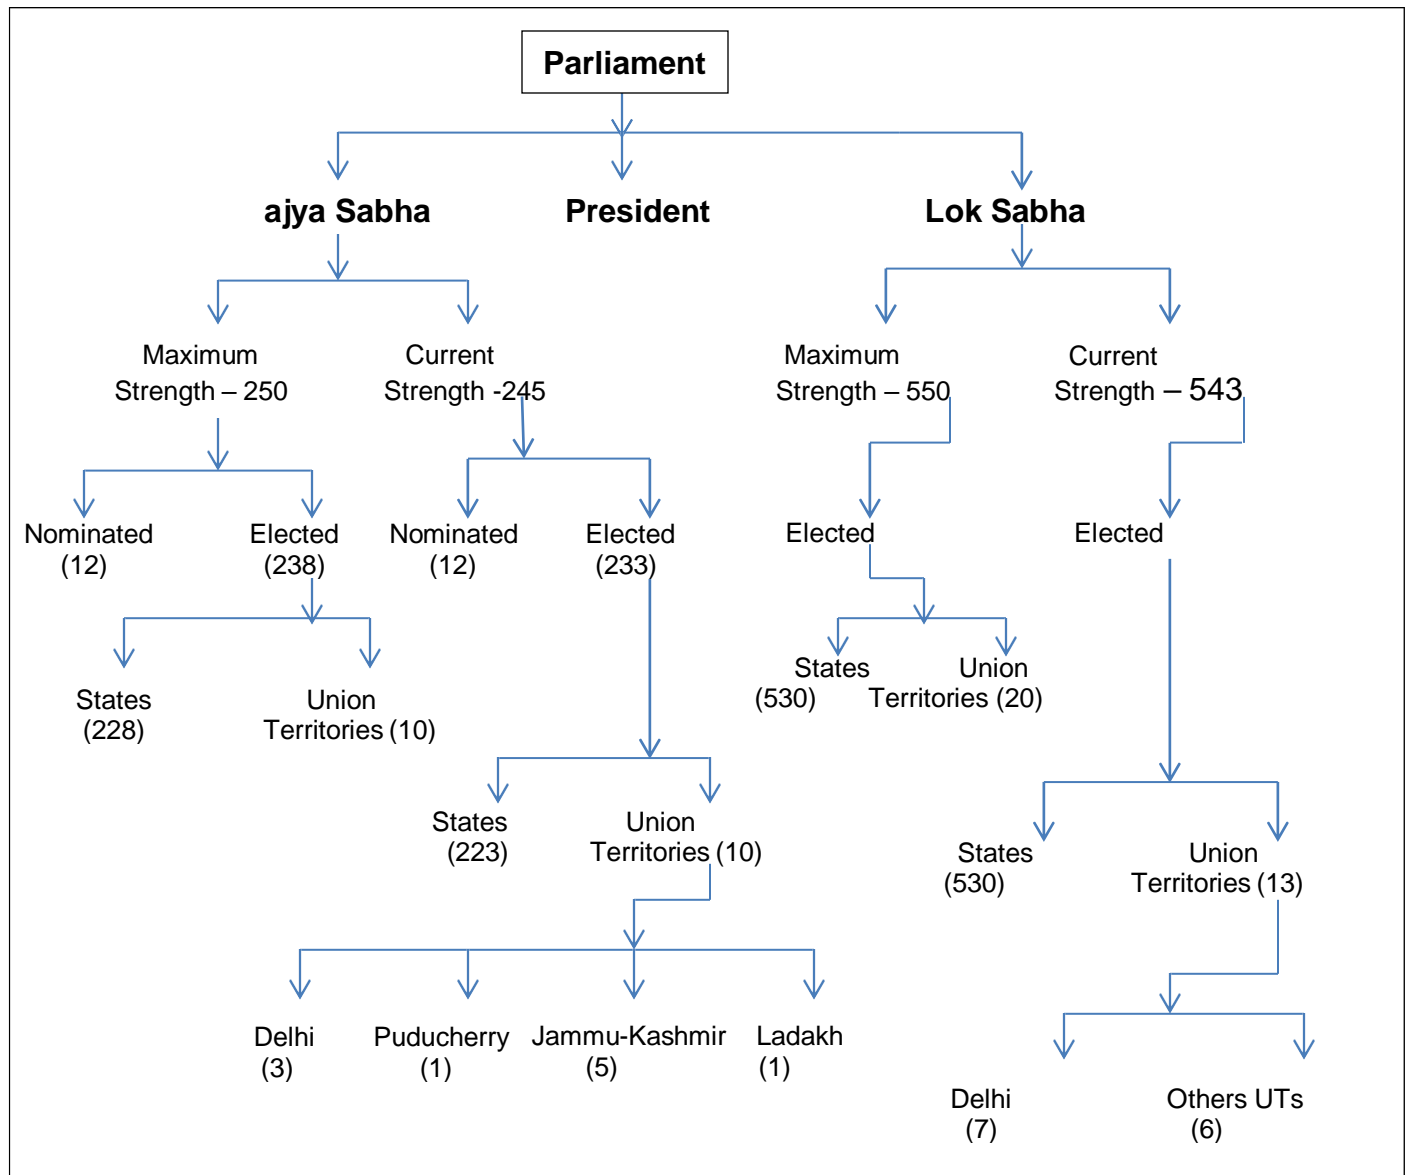 Parliament
ajya Sabha President Lok Sabha
Maximum
Strength – 250
Current
Strength -245
Maximum
Strength – 550
Current
Strength – 543
Nominated
(12)
Elected
(238)
Nominated
(12)
Elected
(233)
Elected
Elected
States
(228)
Union
Territories (10)
States
(530)
Union
Territories (20)
States
(223)
Union
Territories (10)
States
(530)
Union
Territories (13)
Delhi
(3)
Puducherry
(1)
Jammu-Kashmir
(5)
Ladakh
(1)
Delhi
(7)
Others UTs
(6)